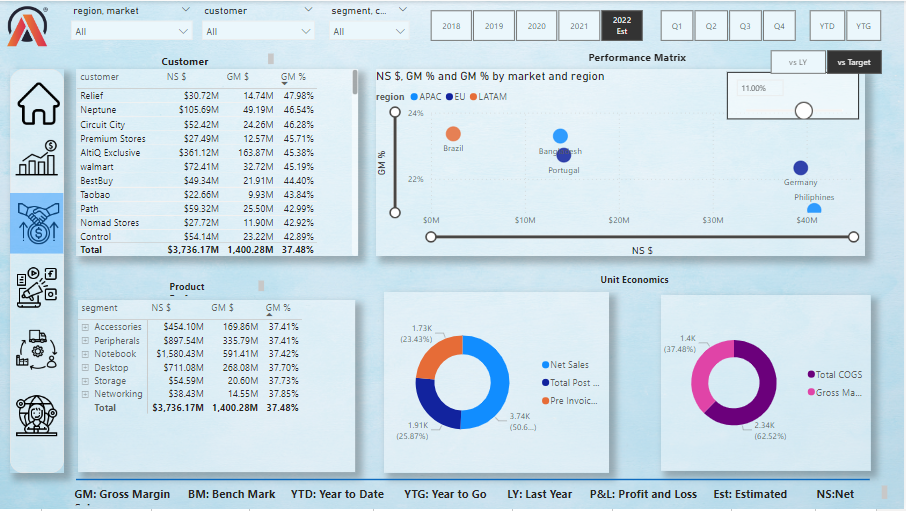 region, market
customer
segment, c...
All
All
All
2018
2019
2020
2021
2022
Est
Q1
Q2
Q3
Q4
YTD
YTG
vs LY
vs Target
Customer
customer NS $ GM $ GM %
Relief $30.72M 14.74M 47.98%
Neptune $105.69M 49.19M 46.54%
Circuit City $52.42M 24.26M 46.28%
Premium Stores $27.49M 12.57M 45.71%
AltiQ Exclusive $361.12M 163.87M 45.38%
walmart $72.41M 32.72M 45.19%
BestBuy $49.34M 21.91M 44.40%
Taobao $22.66M 9.93M 43.84%
Path $59.32M 25.50M 42.99%
Nomad Stores $27.72M 11.90M 42.92%
Control $54.14M 23.22M 42.89%
Total $3,736.17M 1,400.28M 37.48%
Performance Matrix
NS $, GM % and GM % by market and region
region APAC EU LATAM
11.00%
GM %
24%
22%
Brazil
Portugal
Germany
Philiphines
$0M
$10M
$20M
$30M
$40M
NS $
Product
segment NS $ GM $ GM %
Accessories $454.10M 169.86M 37.41%
Peripherals $897.54M 335.79M 37.41%
Notebook $1,580.43M 591.41M 37.42%
Desktop $711.08M 268.08M 37.70%
Storage $54.59M 20.60M 37.73%
Networking $38.43M 14.55M 37.85%
Total $3,736.17M 1,400.28M 37.48%
Unit Economics
1.73K
(23.43%)
1.91K
(25.87%)
3.74K
(50.6...)
Net Sales
Total Post ...
Pre Invoic...
1.4K
(37.48%)
2.34K
(62.52%)
Total COGS
Gross Ma...
GM: Gross Margin BM: Bench Mark YTD: Year to Date YTG: Year to Go LY: Last Year P&L: Profit and Loss Est: Estimated NS:Net